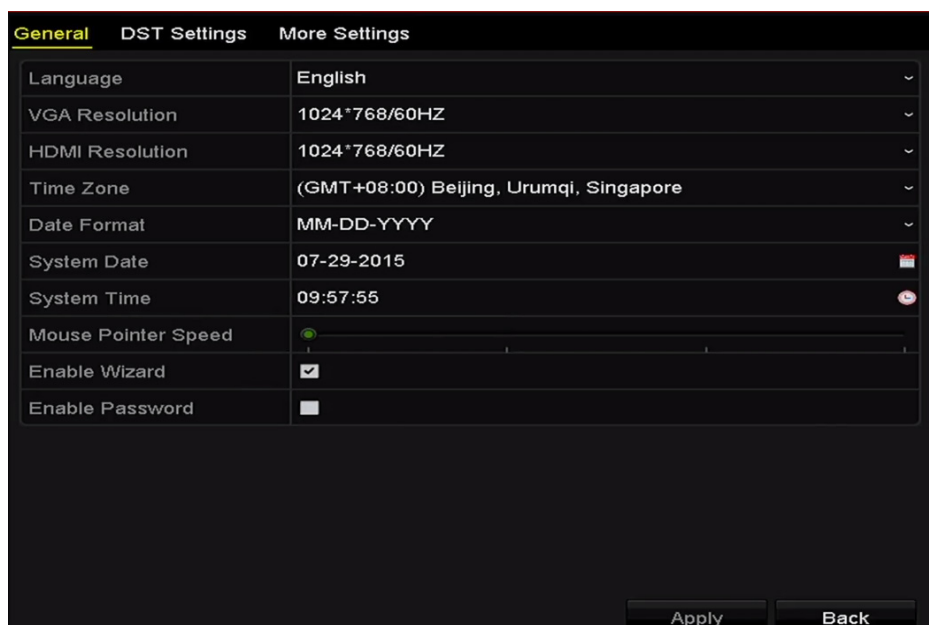 General DST Settings More Settings
Language English
VGA Resolution 1024*768/60HZ
HDMI Resolution 1024*768/60HZ
Time Zone (GMT+08:00) Beijing, Urumqi, Singapore
Date Format MM-DD-YYYY
System Date 07-29-2015
System Time 09:57:55
Mouse Pointer Speed
Enable Wizard
Enable Password
Apply Back